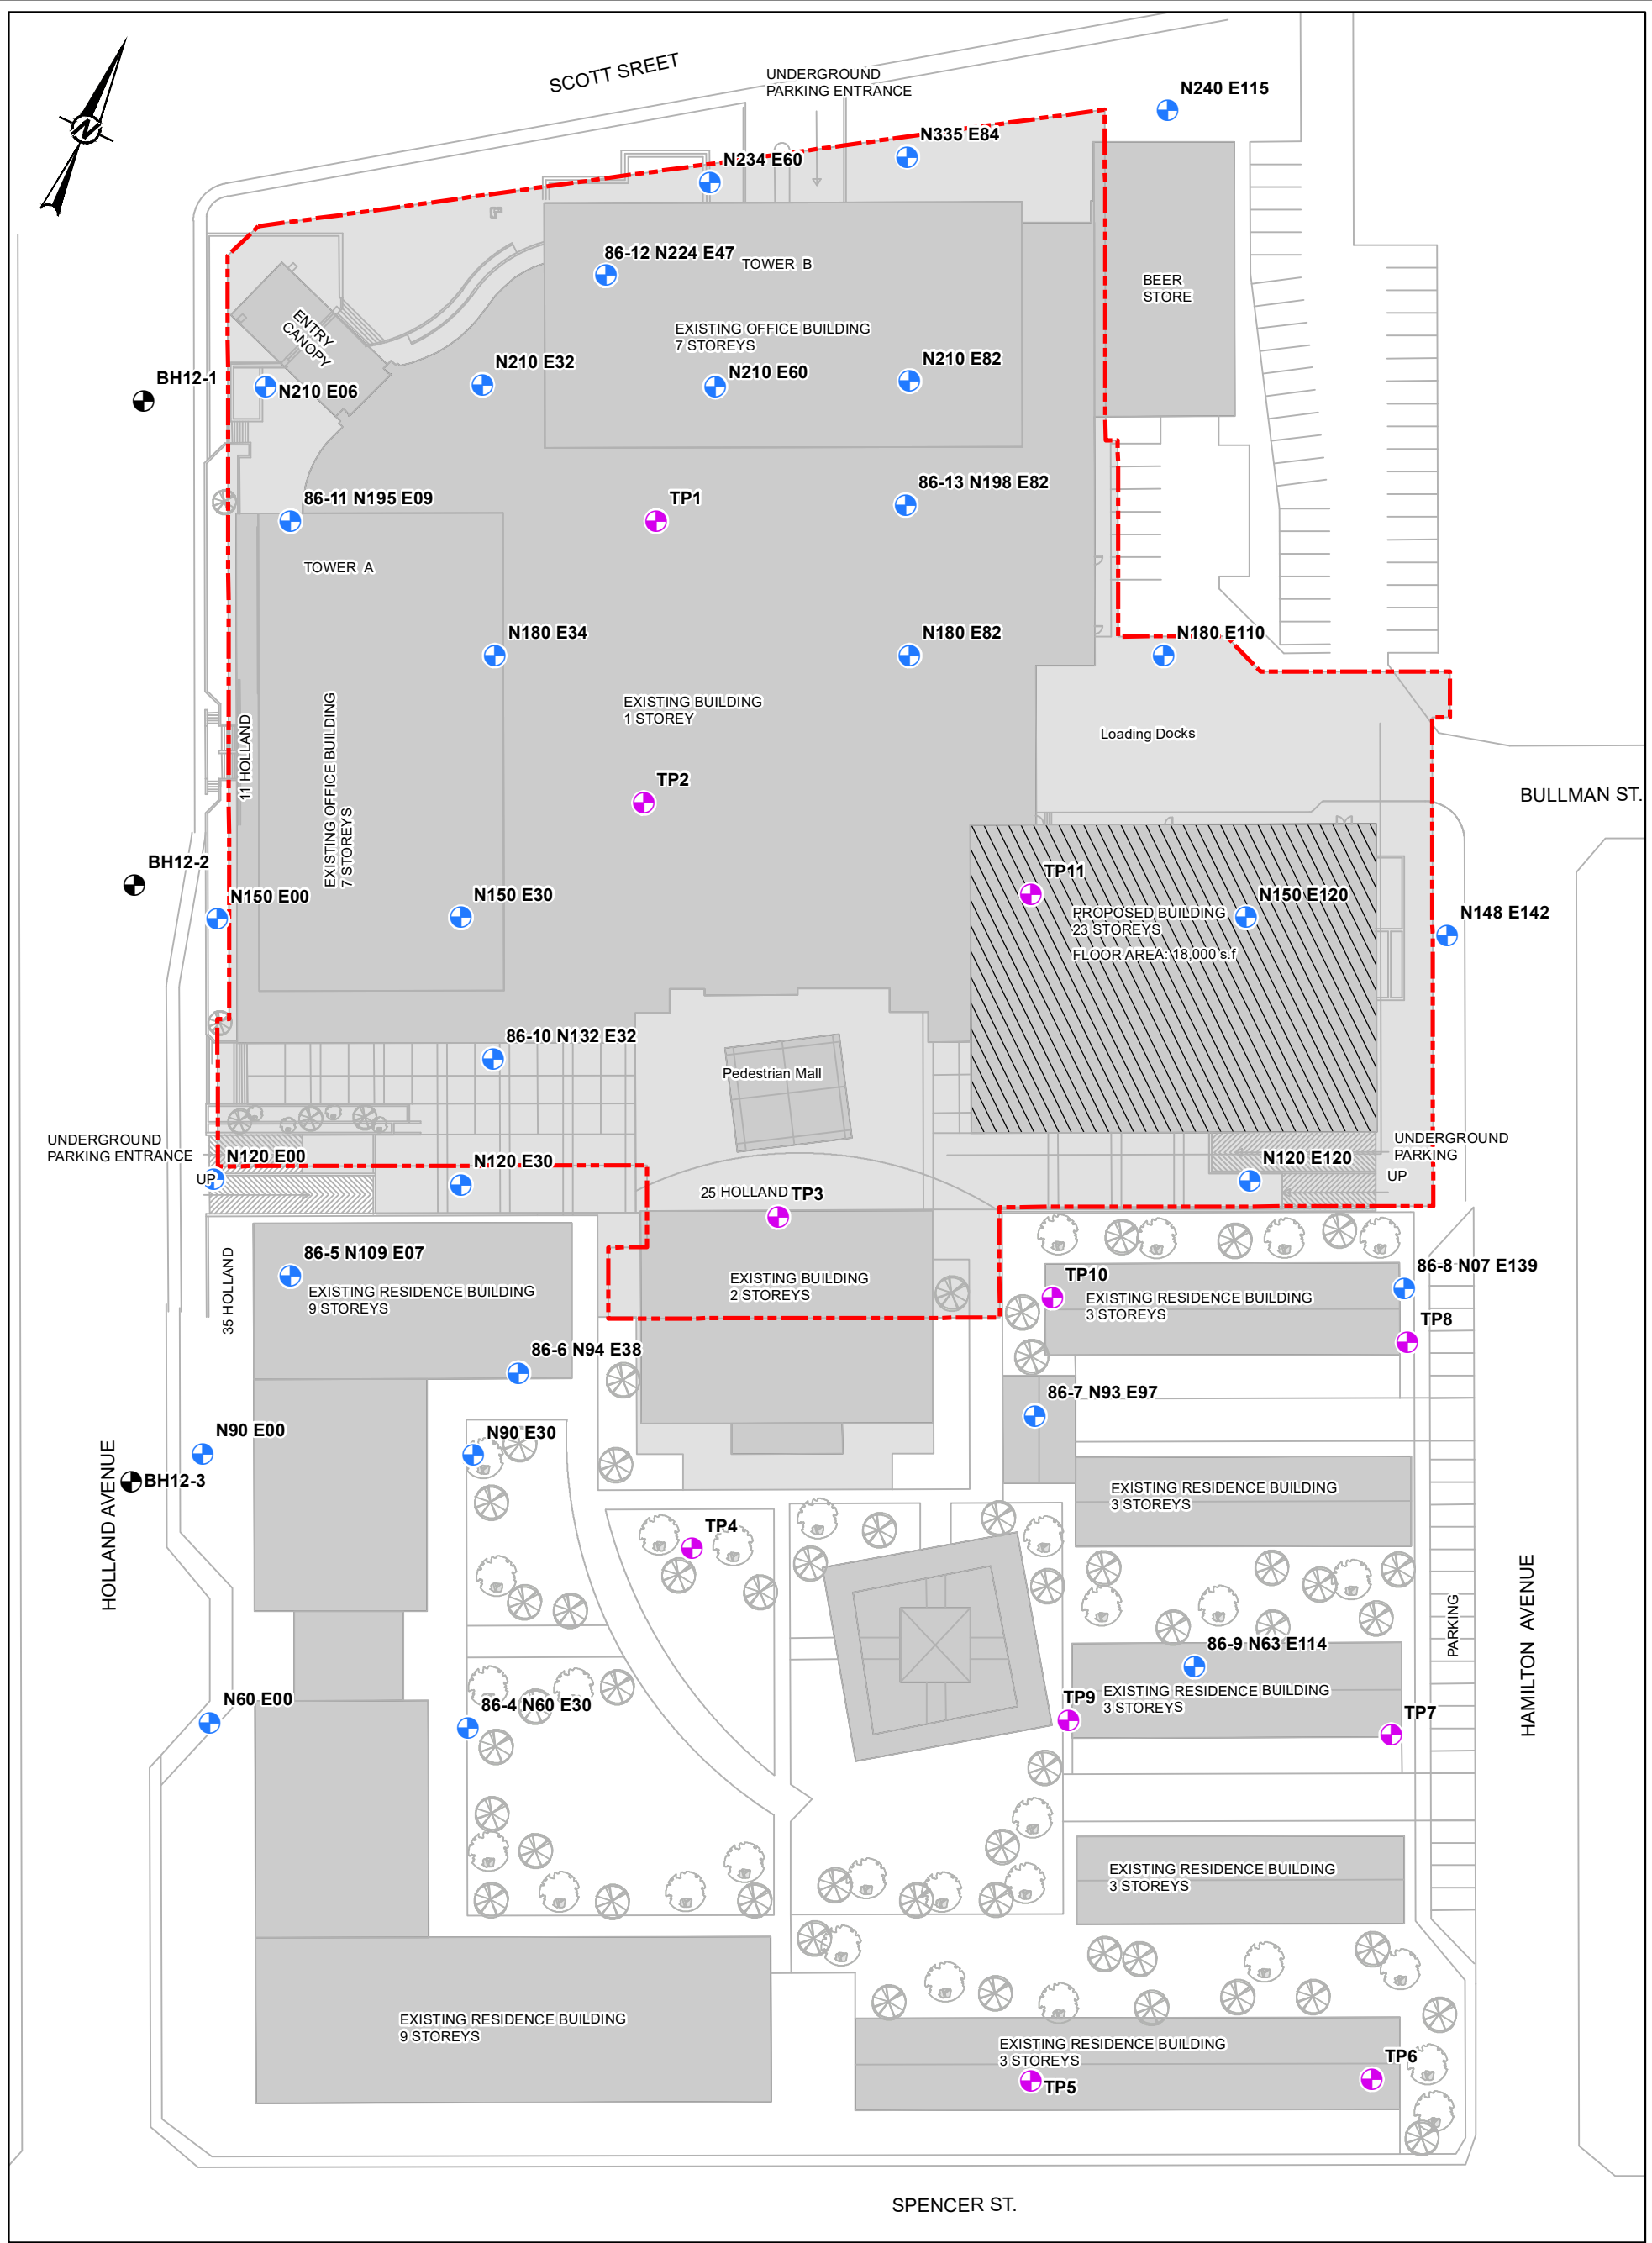 SCOTT SREET
UNDERGROUND
PARKING ENTRANCE
N240 E115
N
N335 E84
N234 E60
86-12 N224 E47
TOWER B
BEER
STORE
ENTRY
CANOPY
EXISTING OFFICE BUILDING
7 STOREYS
BH12-1
N210 E06
N210 E32
N210 E60
N210 E82
86-11 N195 E09
TP1
86-13 N198 E82
TOWER A
N180 E34
N180 E82
N180 E110
EXISTING BUILDING
1 STOREY
11 HOLLAND
EXISTING OFFICE BUILDING
7 STOREYS
Loading Docks
TP2
BULLMAN ST.
BH12-2
N150 E00
N150 E30
TP11
N150 E120
PROPOSED BUILDING
23 STOREYS
FLOOR AREA: 18,000 s.f
N148 E142
86-10 N132 E32
Pedestrian Mall
UNDERGROUND
PARKING ENTRANCE
N120 E00
UP
N120 E30
N120 E120
UNDERGROUND
PARKING
UP
25 HOLLAND
TP3
35 HOLLAND
86-5 N109 E07
EXISTING RESIDENCE BUILDING
9 STOREYS
EXISTING BUILDING
2 STOREYS
TP10
EXISTING RESIDENCE BUILDING
3 STOREYS
86-8 N07 E139
TP8
86-6 N94 E38
86-7 N93 E97
N90 E00
N90 E30
BH12-3
HOLLAND AVENUE
EXISTING RESIDENCE BUILDING
3 STOREYS
TP4
PARKING
HAMILTON AVENUE
86-9 N63 E114
EXISTING RESIDENCE BUILDING
3 STOREYS
N60 E00
86-4 N60 E30
TP9
TP7
EXISTING RESIDENCE BUILDING
3 STOREYS
EXISTING RESIDENCE BUILDING
9 STOREYS
EXISTING RESIDENCE BUILDING
3 STOREYS
TP5
TP6
SPENCER ST.